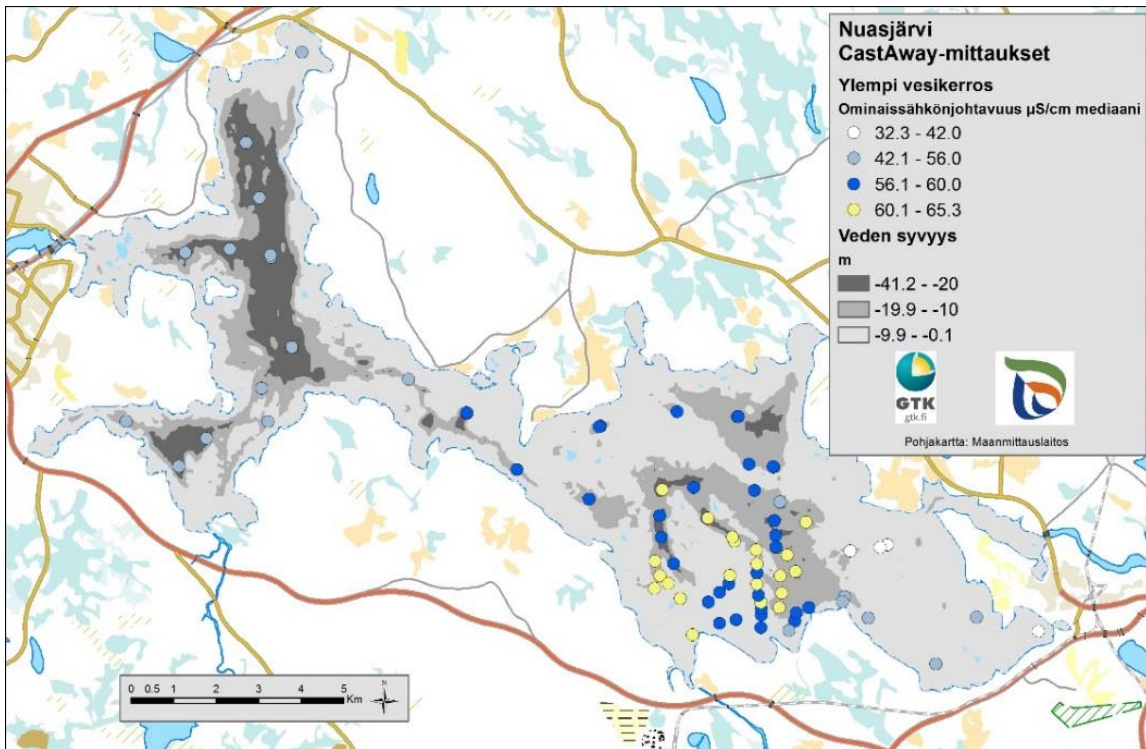 Nuasjärvi
CastAway-mittaukset
Ylempi vesikerros
Ominaissähkönjohtavuus µS/cm mediaani
32.3 - 42.0
42.1 - 56.0
56.1 - 60.0
60.1 - 65.3
Veden syvyys
m
-41.2 - -20
-19.9 - -10
-9.9 - -0.1
GTK
gtk.fi
Pohjakartta: Maanmittauslaitos
0 0.5 1 2 3 4 5
Km
N